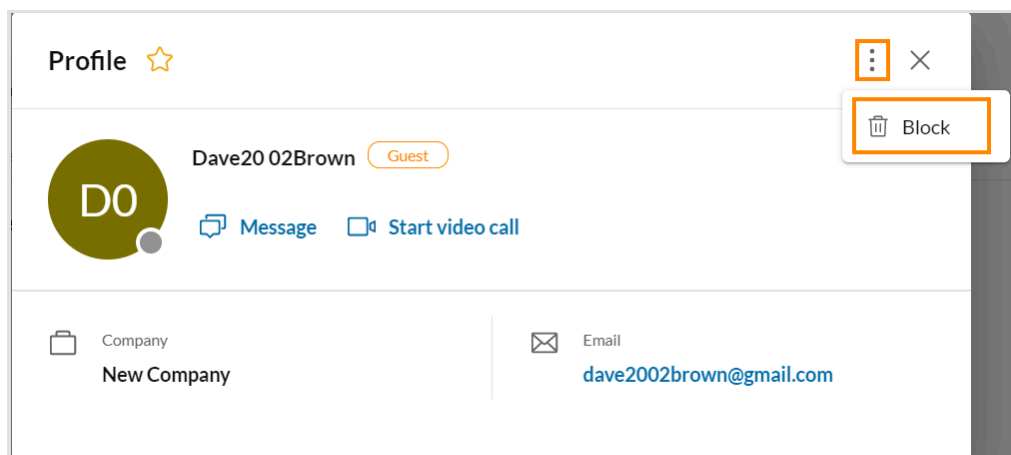 Profile
Block
Dave20 02Brown Guest
D0
Message Start video call
Company
New Company
Email
dave2002brown@gmail.com